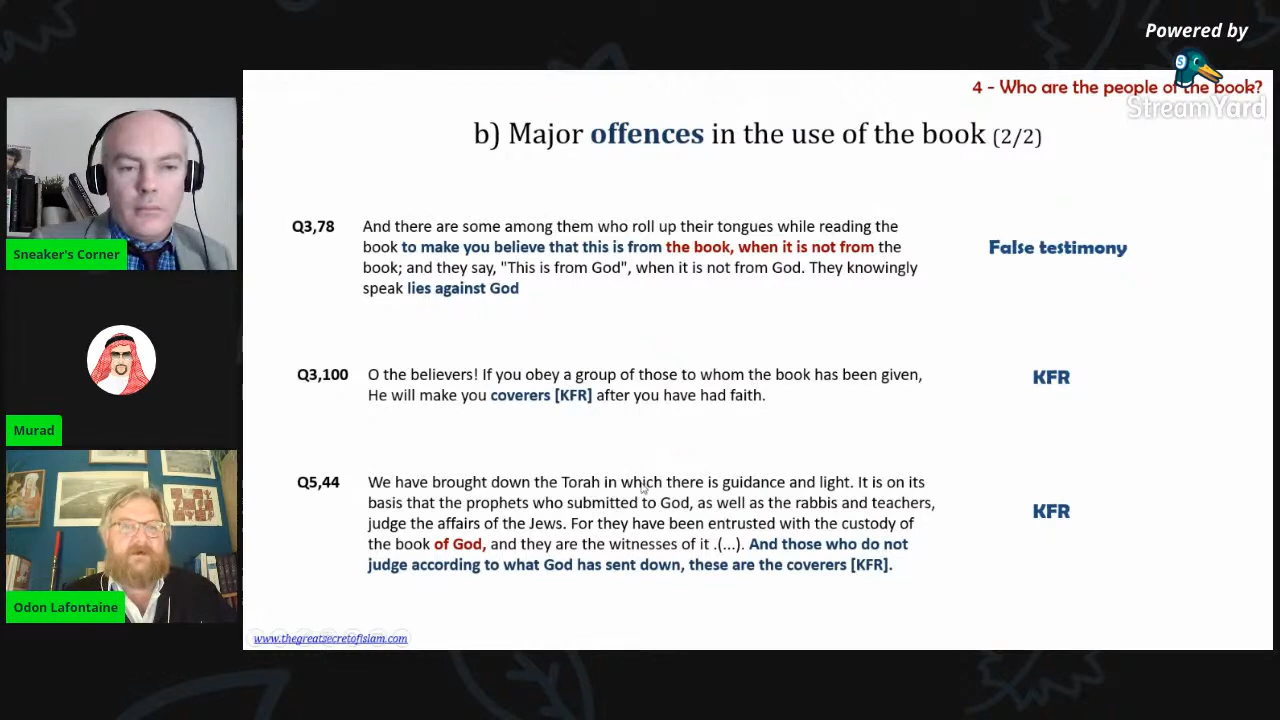 Powered by
StreamYard
4 - Who are the people of the book?
b) Major offences in the use of the book (2/2)
Q3,78
And there are some among them who roll up their tongues while reading the
book to make you believe that this is from the book, when it is not from the
book; and they say, "This is from God", when it is not from God. They knowingly
speak lies against God
False testimony
Q3,100
O the believers! If you obey a group of those to whom the book has been given,
He will make you coverers [KFR] after you have had faith.
KFR
Q5,44
We have brought down the Torah in which there is guidance and light. It is on its
basis that the prophets who submitted to God, as well as the rabbis and teachers,
judge the affairs of the Jews. For they have been entrusted with the custody of
the book of God, and they are the witnesses of it .(...). And those who do not
judge according to what God has sent down, these are the coverers [KFR].
KFR
www.thegreatsecretofislam.com
Sneaker's Corner
Murad
Odon Lafontaine